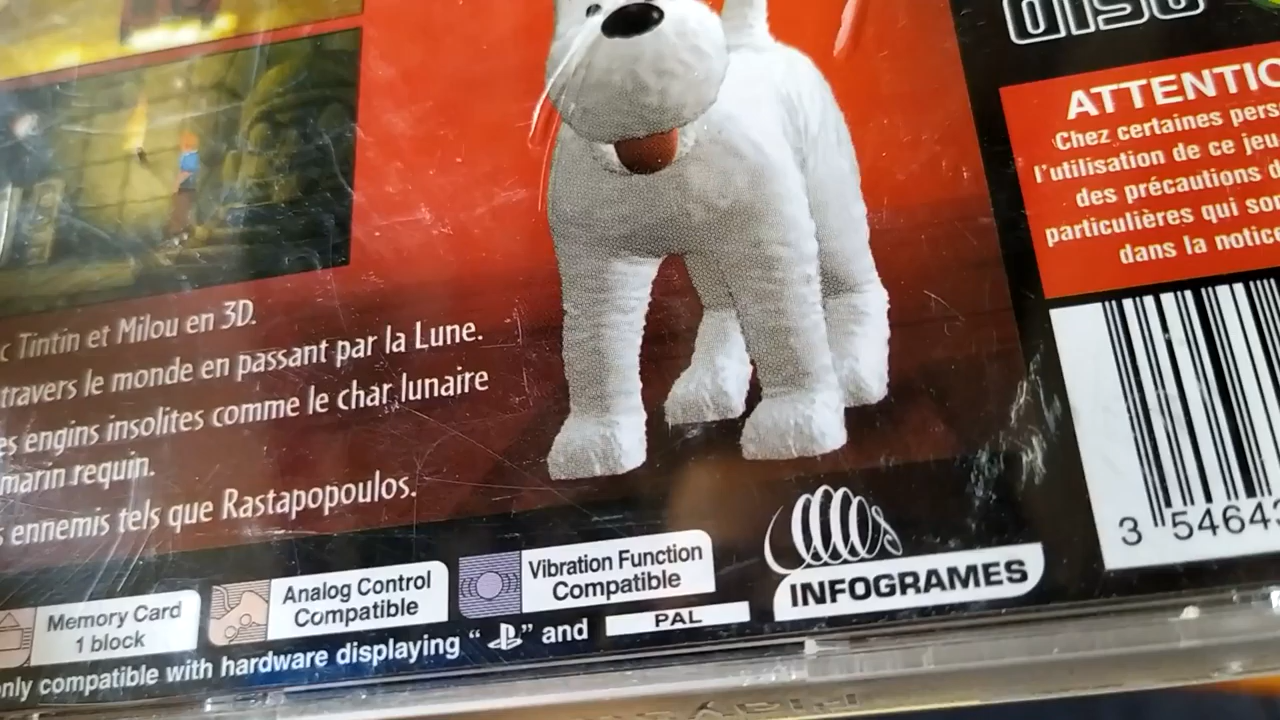 DISC
ATTENTIO
Chez certaines pers
l'utilisation de ce jeu
des précautions d
particulières qui son
dans la notice
c Tintin et Milou en 3D.
travers le monde en passant par la Lune.
es engins insolites comme le char lunaire
marin requin.
s ennemis tels que Rastapopoulos.
3 54643
Memory Card
1 block
Analog Control
Compatible
Vibration Function
Compatible
INFOGRAMES
only compatible with hardware displaying “ ” and PAL